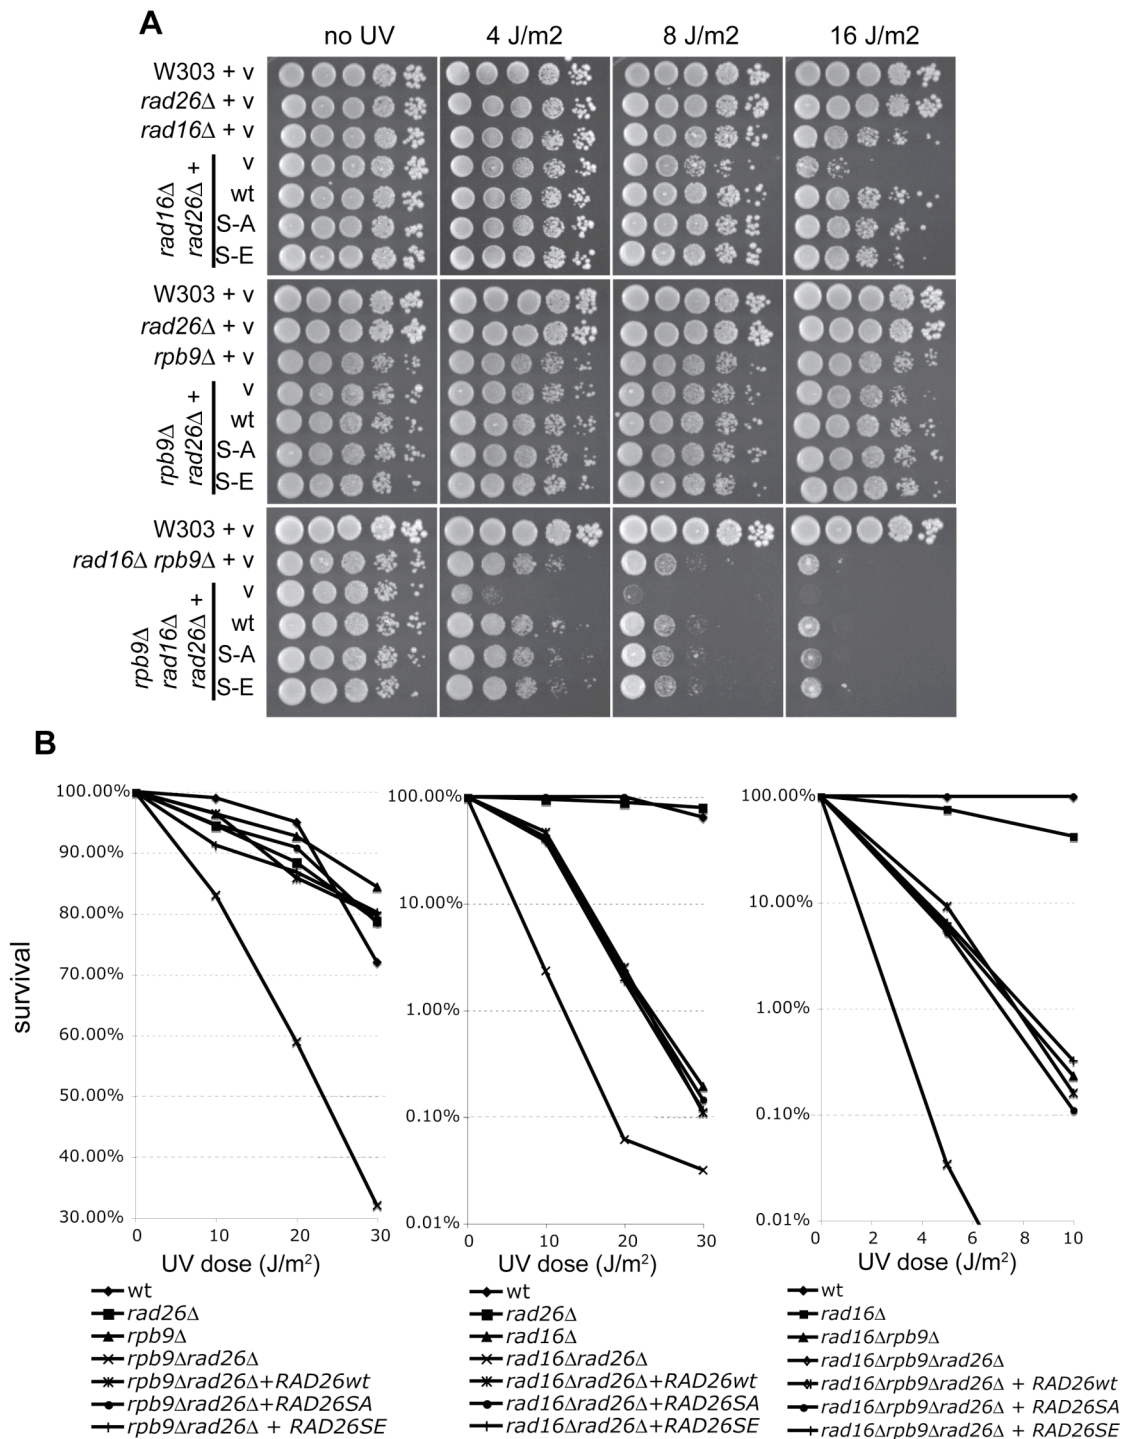 A
no UV 4 J/m2 8 J/m2 16 J/m2
W303 + v
rad26Δ + v
rad16Δ + v
rad16Δ
rad26Δ +
v
wt
S-A
S-E
W303 + v
rad26Δ + v
rpb9Δ + v
rpb9Δ
rad26Δ +
v
wt
S-A
S-E
W303 + v
rad16Δ rpb9Δ + v
rpb9Δ
rad16Δ
rad26Δ +
v
wt
S-A
S-E
B
survival
100.00%
90.00%
80.00%
70.00%
60.00%
50.00%
40.00%
30.00%
0 10 20 30
UV dose (J/m²)
wt
rad26Δ
rpb9Δ
rpb9Δrad26Δ
rpb9Δrad26Δ+RAD26wt
rpb9Δrad26Δ+RAD26SA
rpb9Δrad26Δ + RAD26SE
100.00%
10.00%
1.00%
0.10%
0.01%
0 10 20 30
UV dose (J/m²)
wt
rad26Δ
rad16Δ
rad16Δrad26Δ
rad16Δrad26Δ+RAD26wt
rad16Δrad26Δ+RAD26SA
rad16Δrad26Δ+RAD26SE
100.00%
10.00%
1.00%
0.10%
0.01%
0 2 4 6 8 10
UV dose (J/m²)
wt
rad16Δ
rad16Δrpb9Δ
rad16Δrpb9Δrad26Δ
rad16Δrpb9Δrad26Δ + RAD26wt
rad16Δrpb9Δrad26Δ + RAD26SA
rad16Δrpb9Δrad26Δ + RAD26SE